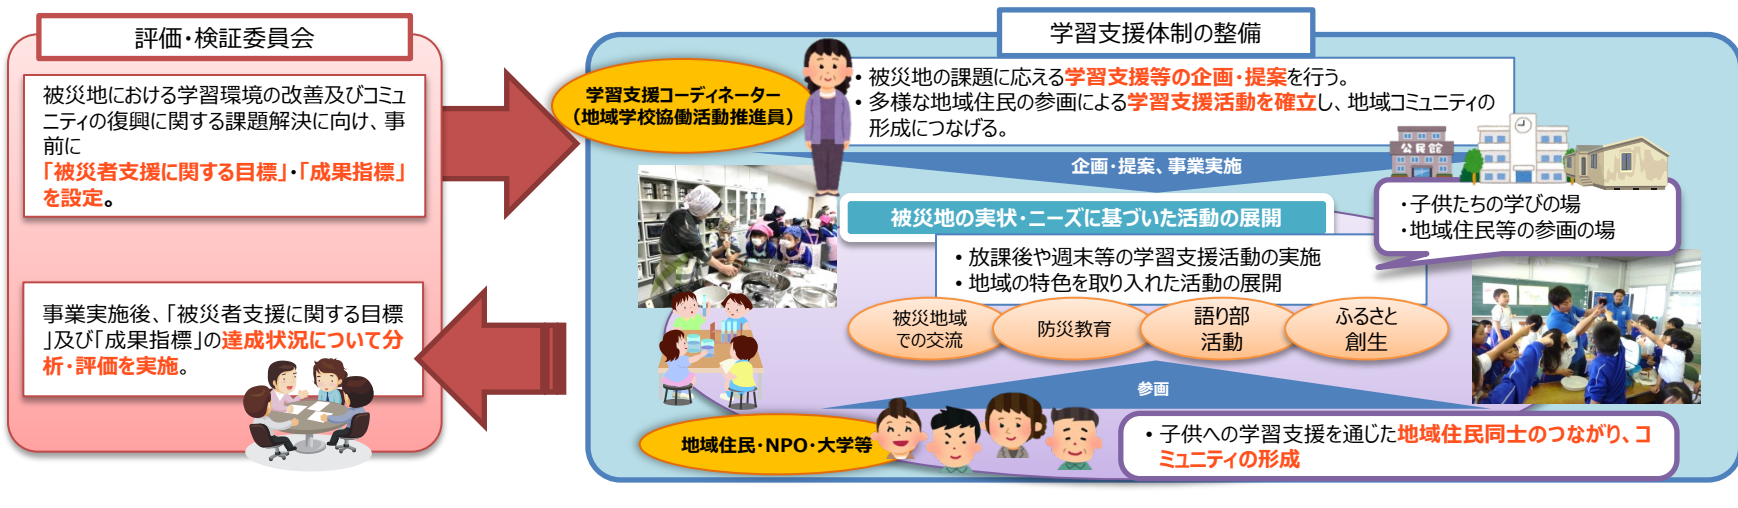 評価・検証委員会
被災地における学習環境の改善及びコミュ
ニティの復興に関する課題解決に向け、事
前に
「被災者支援に関する目標」・「成果指標」
を設定。
事業実施後、「被災者支援に関する目標
」及び「成果指標」の達成状況について分
析・評価を実施。
学習支援体制の整備
学習支援コーディネーター
（地域学校協働活動推進員）
・被災地の課題に応える学習支援等の企画・提案を行う。
・多様な地域住民の参画による学習支援活動を確立し、地域コミュニティの
形成につなげる。
企画・提案、事業実施
公民館
・子供たちの学びの場
・地域住民等の参画の場
被災地の実状・ニーズに基づいた活動の展開
・放課後や週末等の学習支援活動の実施
・地域の特色を取り入れた活動の展開
被災地域
での交流
防災教育
語り部
活動
ふるさと
創生
参画
地域住民・NPO・大学等
・子供への学習支援を通じた地域住民同士のつながり、コ
ミュニティの形成